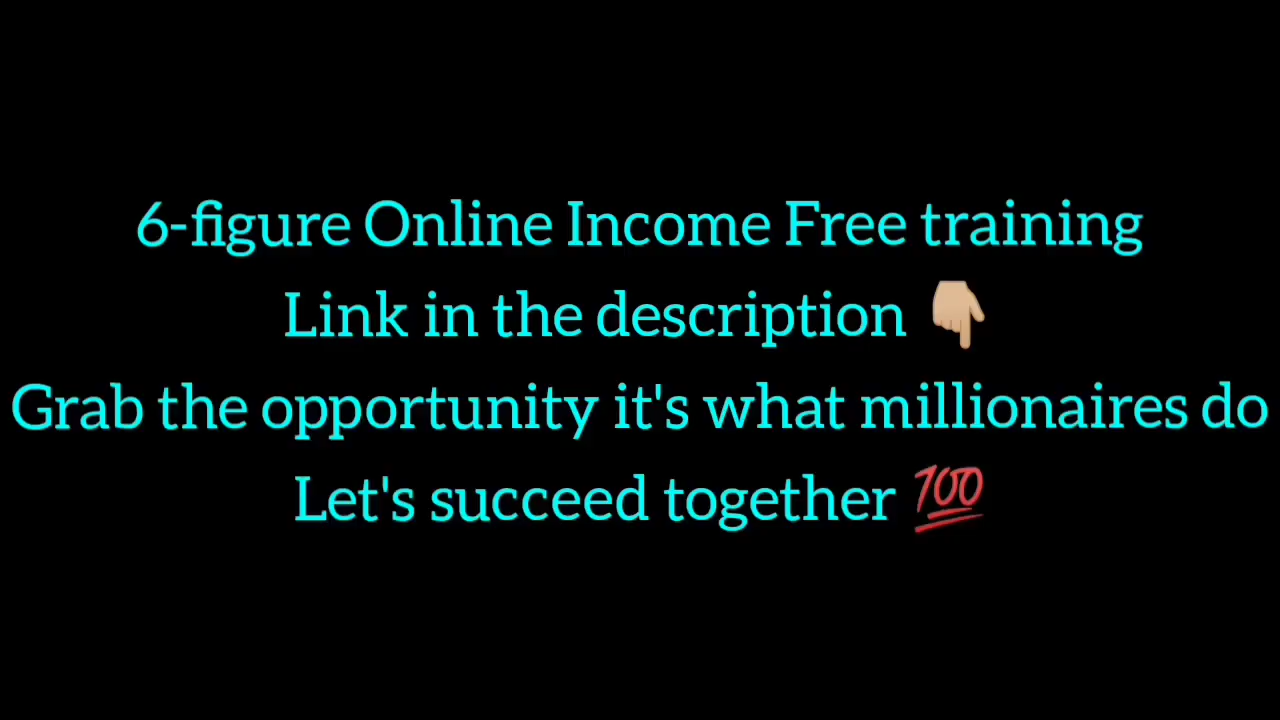 6-figure Online Income Free training
Link in the description 👇🏼
Grab the opportunity it's what millionaires do
Let's succeed together 💯